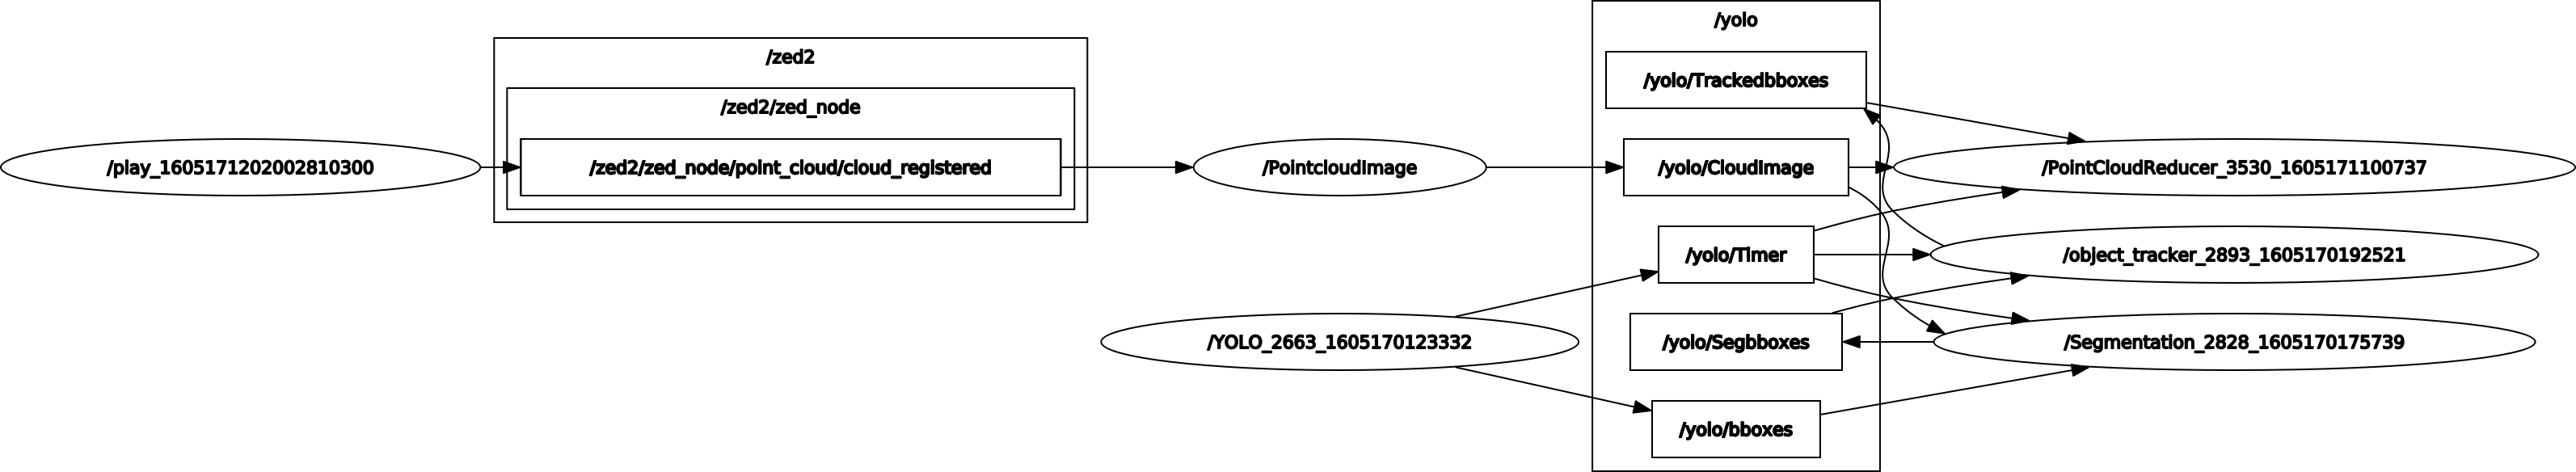 /yolo
/zed2
/yolo/Trackedbboxes
/zed2/zed_node
/play_1605171202002810300
/zed2/zed_node/point_cloud/cloud_registered
/PointcloudImage
/yolo/CloudImage
/PointCloudReducer_3530_1605171100737
/yolo/Timer
/object_tracker_2893_1605170192521
/YOLO_2663_1605170123332
/yolo/Segbboxes
/Segmentation_2828_1605170175739
/yolo/bboxes